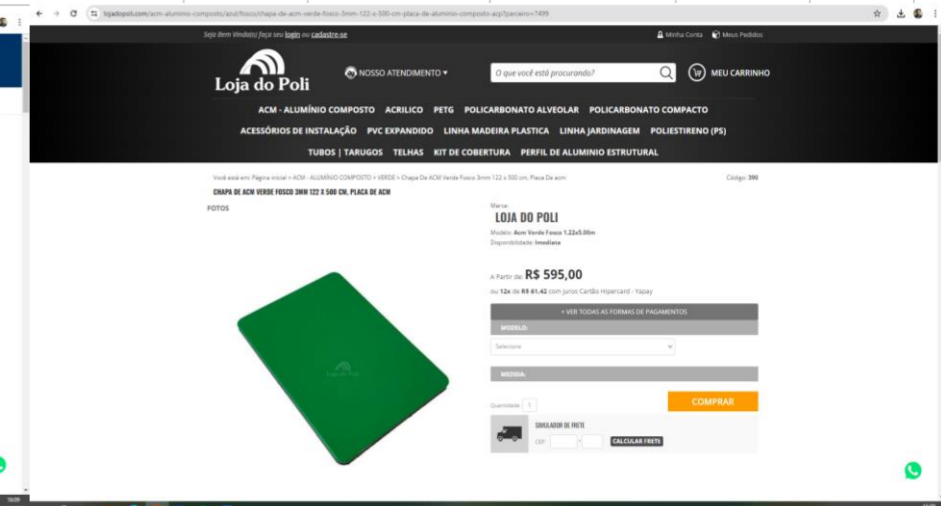 lojadopoli.com/acm-aluminio-composto/azul/fosco/chapa-de-acm-verde-fosco-3mm-122-x-500-cm-placa-de-aluminio-composto-acp?parceiro=7499
Seja Bem Vindo(a) faça seu login ou cadastre-se
Minha Conta Meus Pedidos
Loja do Poli
NOSSO ATENDIMENTO
O que você está procurando?
MEU CARRINHO
ACM - ALUMÍNIO COMPOSTO ACRILICO PETG POLICARBONATO ALVEOLAR POLICARBONATO COMPACTO
ACESSÓRIOS DE INSTALAÇÃO PVC EXPANDIDO LINHA MADEIRA PLASTICA LINHA JARDINAGEM POLIESTIRENO (PS)
TUBOS | TARUGOS TELHAS KIT DE COBERTURA PERFIL DE ALUMINIO ESTRUTURAL
Você está em: Página inicial > ACM - ALUMÍNIO COMPOSTO > VERDE > Chapa De ACM Verde Fosco 3mm 122 x 500 cm, Placa De acm
Código: 390
CHAPA DE ACM VERDE FOSCO 3MM 122 X 500 CM, PLACA DE ACM
FOTOS
Marca:
LOJA DO POLI
Modelo: Acm Verde Fosco 1,22x5,00m
Disponibilidade: Imediata
A Partir de: R$ 595,00
ou 12x de R$ 61,42 com juros Cartão Hipercard - Yapay
+ VER TODAS AS FORMAS DE PAGAMENTOS
MODELO:
Selecione
MEDIDA:
Quantidade: 1
COMPRAR
SIMULADOR DE FRETE
CEP: - CALCULAR FRETE
Loja do Poli